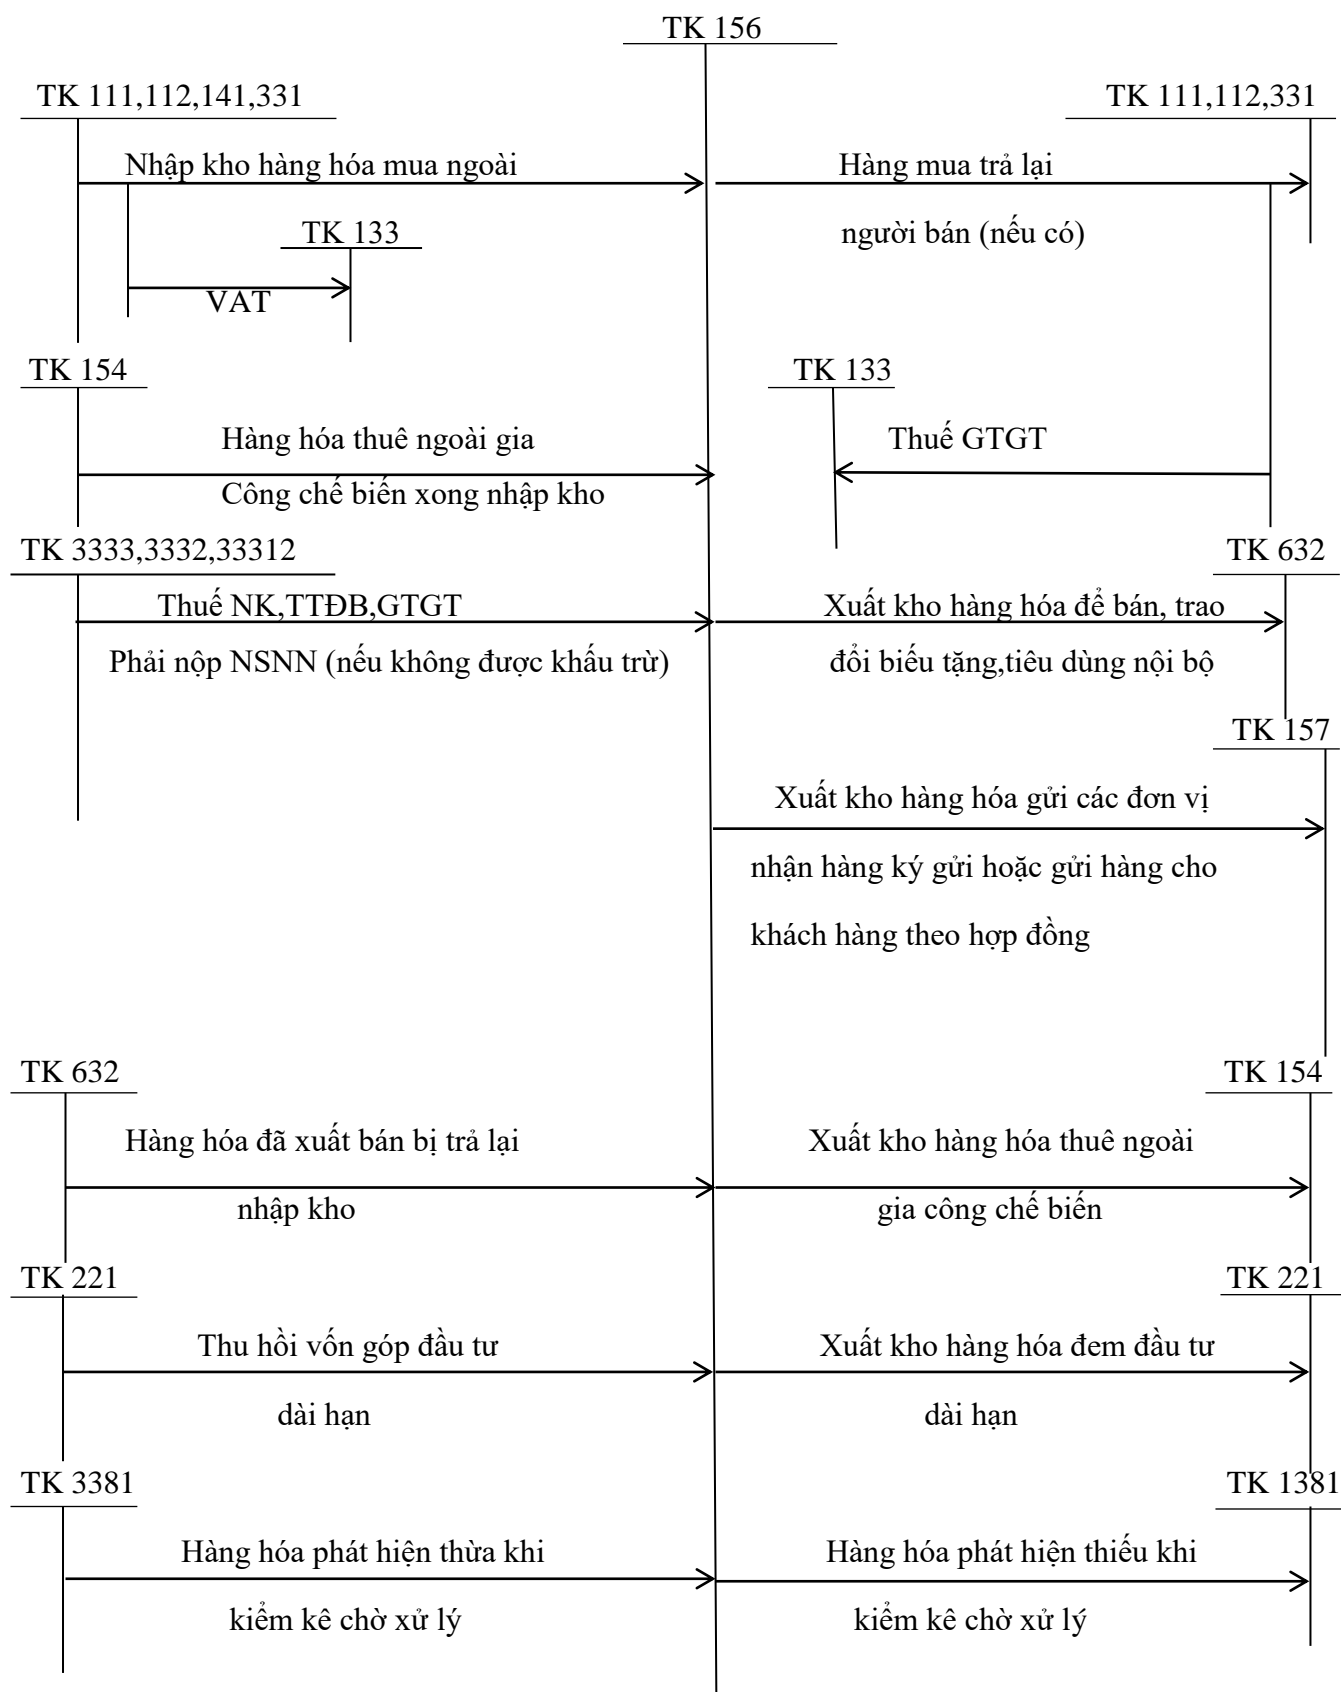 TK 156
TK 111,112,141,331
TK 111,112,331
Nhập kho hàng hóa mua ngoài
Hàng mua trả lại
TK 133
người bán (nếu có)
VAT
TK 154
TK 133
Hàng hóa thuê ngoài gia
Thuế GTGT
Công chế biến xong nhập kho
TK 3333,3332,33312
TK 632
Thuế NK,TTĐB,GTGT
Xuất kho hàng hóa để bán, trao
Phải nộp NSNN (nếu không được khấu trừ)
đổi biếu tặng,tiêu dùng nội bộ
TK 157
Xuất kho hàng hóa gửi các đơn vị
nhận hàng ký gửi hoặc gửi hàng cho
khách hàng theo hợp đồng
TK 632
TK 154
Hàng hóa đã xuất bán bị trả lại
Xuất kho hàng hóa thuê ngoài
nhập kho
gia công chế biến
TK 221
TK 221
Thu hồi vốn góp đầu tư
Xuất kho hàng hóa đem đầu tư
dài hạn
dài hạn
TK 3381
TK 1381
Hàng hóa phát hiện thừa khi
Hàng hóa phát hiện thiếu khi
kiểm kê chờ xử lý
kiểm kê chờ xử lý